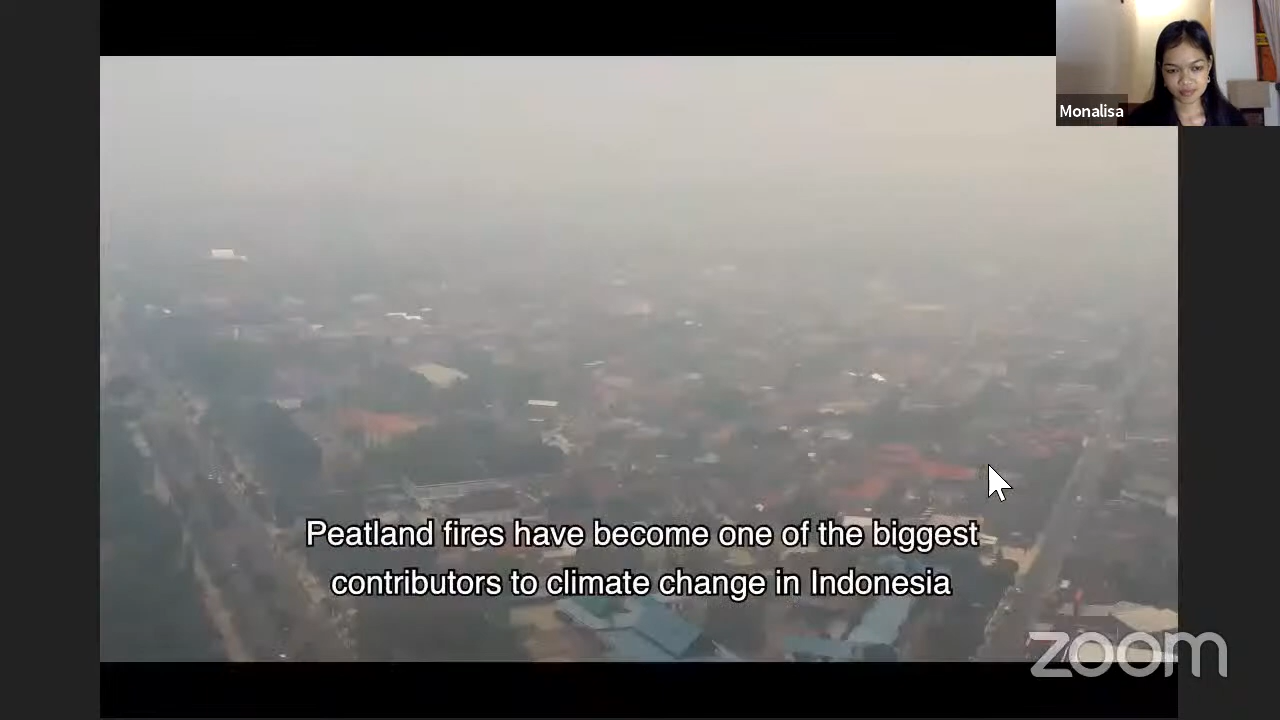 Monalisa
Peatland fires have become one of the biggest
contributors to climate change in Indonesia
zoom